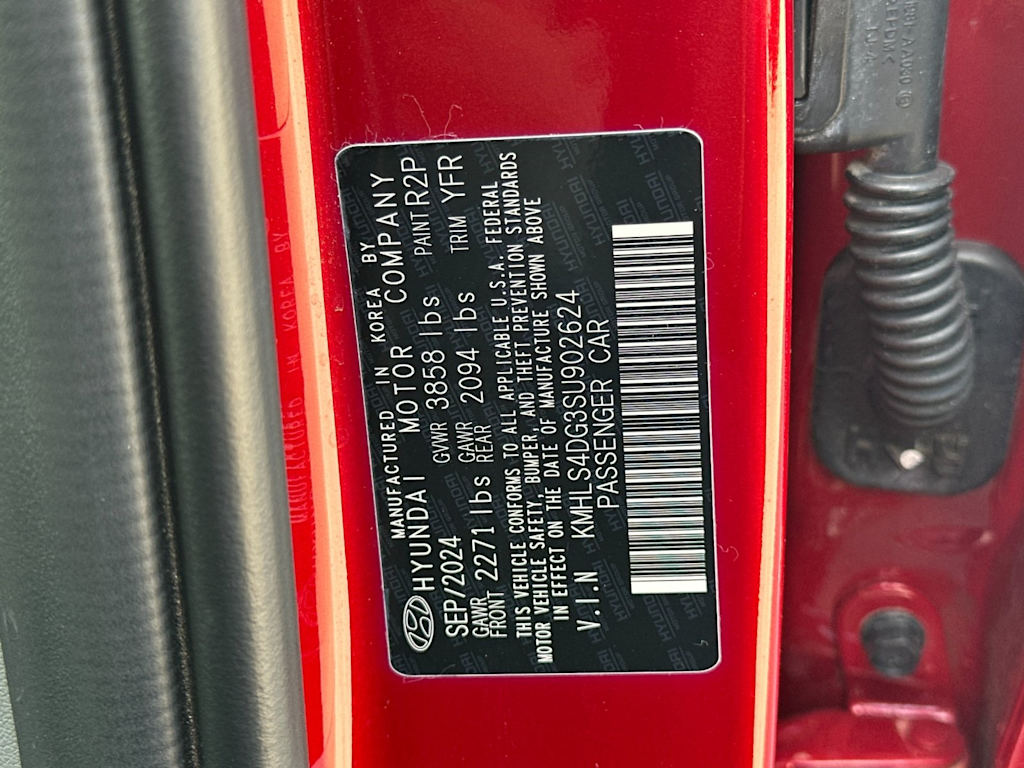 MANUFACTURED IN KOREA BY
HYUNDAI MOTOR COMPANY
SEP/2024 GVWR 3858 lbs PAINT R2P
GAWR FRONT 2271 lbs GAWR REAR 2094 lbs TRIM YFR
THIS VEHICLE CONFORMS TO ALL APPLICABLE U.S.A. FEDERAL
MOTOR VEHICLE SAFETY, BUMPER, AND THEFT PREVENTION STANDARDS
IN EFFECT ON THE DATE OF MANUFACTURE SHOWN ABOVE
V.I.N KMHLS4DG3SU902624
PASSENGER CAR